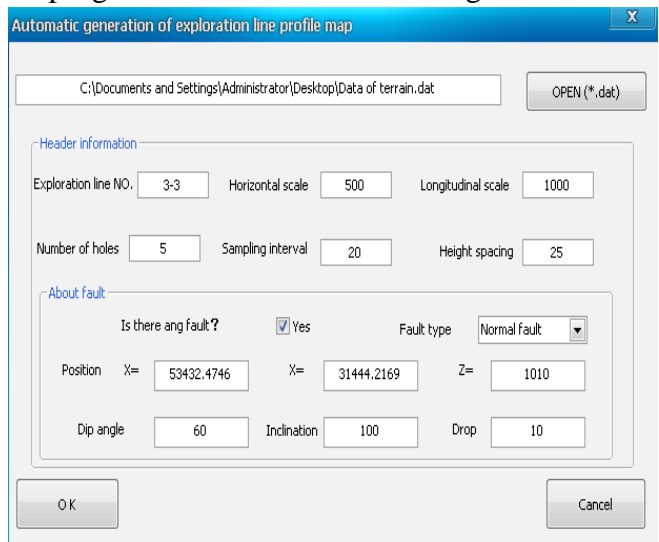 Automatic generation of exploration line profile map X
C:\Documents and Settings\Administrator\Desktop\Data of terrain.dat OPEN (*.dat)
Header information
Exploration line NO. 3-3 Horizontal scale 500 Longitudinal scale 1000
Number of holes 5 Sampling interval 20 Height spacing 25
About fault
Is there ang fault? Yes Fault type Normal fault
Position X= 53432.4746 X= 31444.2169 Z= 1010
Dip angle 60 Inclination 100 Drop 10
OK Cancel